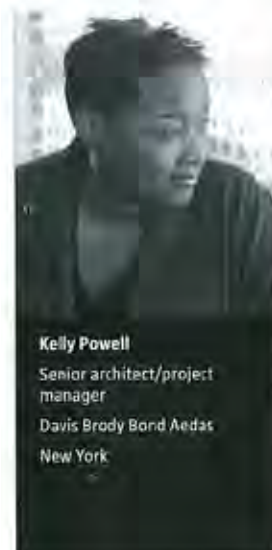 Kelly Powell
Senior architect/project
manager
Davis Brody Bond Aedas
New York